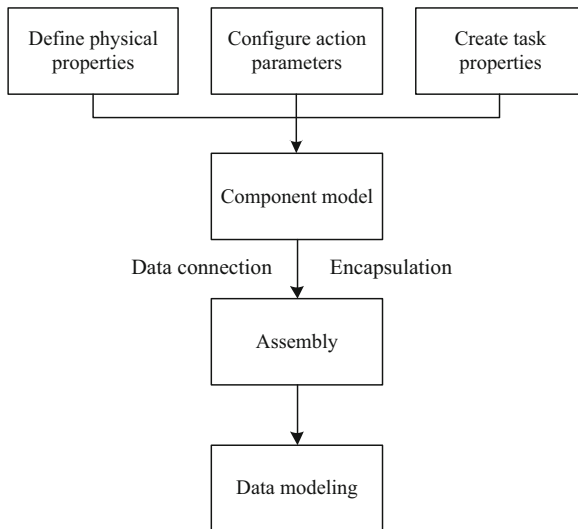 Define physical
properties
Configure action
parameters
Create task
properties
Component model
Data connection
Encapsulation
Assembly
Data modeling